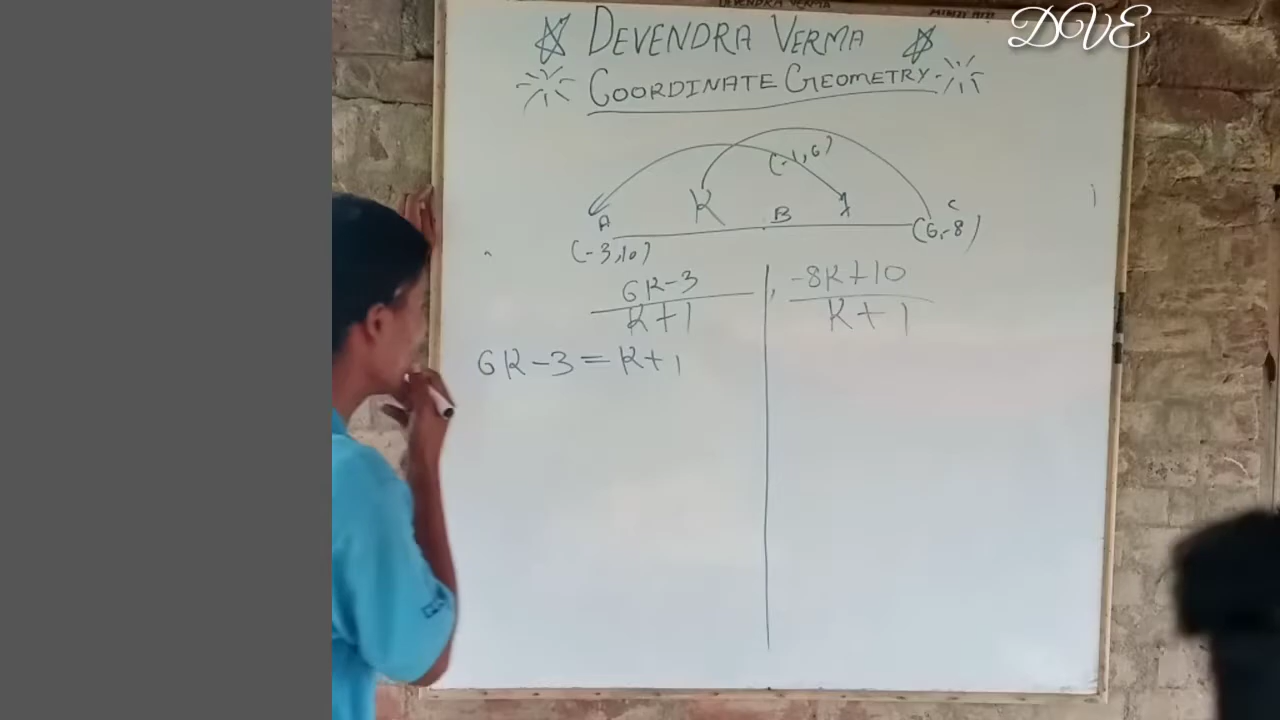 DVE
DEVENDRA VERMA
COORDINATE GEOMETRY
(-1,6)
A K B 1 C
(-3,10) (6,-8)
6K-3 / K+1 , -8K+10 / K+1
6K-3=K+1